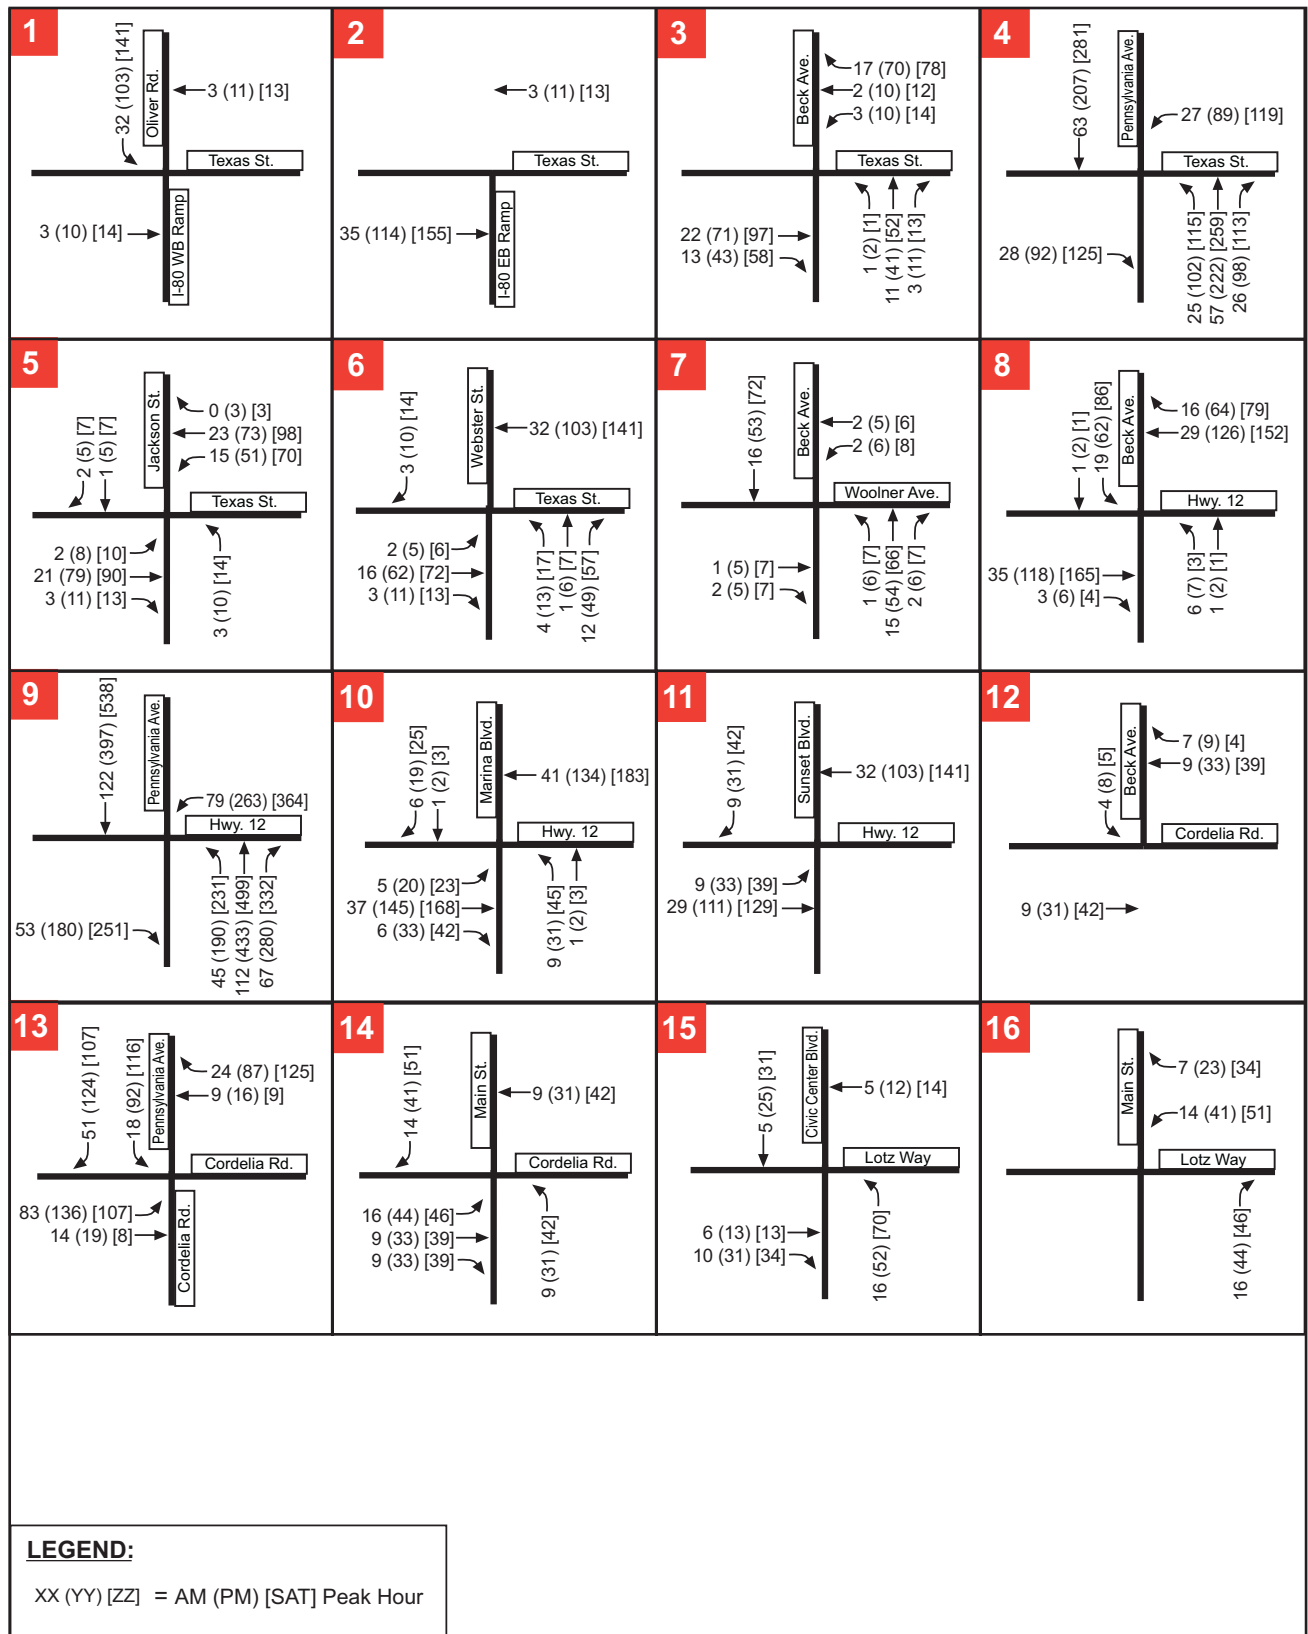 1
32 (103) [141]
Oliver Rd.
3 (11) [13]
Texas St.
3 (10) [14]
I-80 WB Ramp
2
3 (11) [13]
Texas St.
35 (114) [155]
I-80 EB Ramp
3
Beck Ave.
17 (70) [78]
2 (10) [12]
3 (10) [14]
Texas St.
22 (71) [97]
13 (43) [58]
1 (2) [1]
11 (41) [52]
3 (11) [13]
4
63 (207) [281]
Pennsylvania Ave.
27 (89) [119]
Texas St.
28 (92) [125]
25 (102) [115]
57 (222) [259]
26 (98) [113]
5
2 (5) [7]
1 (5) [7]
Jackson St.
0 (3) [3]
23 (73) [98]
15 (51) [70]
Texas St.
2 (8) [10]
21 (79) [90]
3 (11) [13]
3 (10) [14]
6
3 (10) [14]
Webster St.
32 (103) [141]
Texas St.
2 (5) [6]
16 (62) [72]
3 (11) [13]
4 (13) [17]
1 (6) [7]
12 (49) [57]
7
16 (53) [72]
Beck Ave.
2 (5) [6]
2 (6) [8]
Woolner Ave.
1 (5) [7]
2 (5) [7]
1 (6) [7]
15 (54) [66]
2 (6) [7]
8
1 (2) [1]
19 (62) [86]
Beck Ave.
16 (64) [79]
29 (126) [152]
Hwy. 12
35 (118) [165]
3 (6) [4]
6 (7) [3]
1 (2) [1]
9
122 (397) [538]
Pennsylvania Ave.
79 (263) [364]
Hwy. 12
53 (180) [251]
45 (190) [231]
112 (433) [499]
67 (280) [332]
10
6 (19) [25]
1 (2) [3]
Marina Blvd.
41 (134) [183]
Hwy. 12
5 (20) [23]
37 (145) [168]
6 (33) [42]
9 (31) [45]
1 (2) [3]
11
9 (31) [42]
Sunset Blvd.
32 (103) [141]
Hwy. 12
9 (33) [39]
29 (111) [129]
12
4 (8) [5]
Beck Ave.
7 (9) [4]
9 (33) [39]
Cordelia Rd.
9 (31) [42]
13
51 (124) [107]
18 (92) [116]
Pennsylvania Ave.
24 (87) [125]
9 (16) [9]
Cordelia Rd.
83 (136) [107]
14 (19) [8]
Cordelia Rd.
14
14 (41) [51]
Main St.
9 (31) [42]
Cordelia Rd.
16 (44) [46]
9 (33) [39]
9 (33) [39]
9 (31) [42]
15
5 (25) [31]
Civic Center Blvd.
5 (12) [14]
Lotz Way
6 (13) [13]
10 (31) [34]
16 (52) [70]
16
Main St.
7 (23) [34]
14 (41) [51]
Lotz Way
16 (44) [46]
LEGEND:
XX (YY) [ZZ] = AM (PM) [SAT] Peak Hour